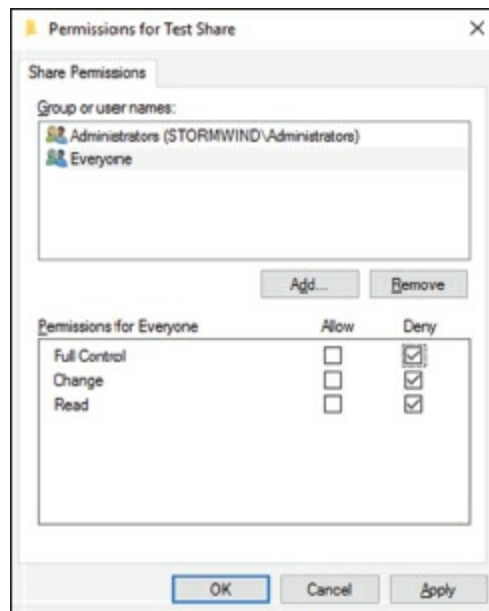 Permissions for Test Share
Share Permissions
Group or user names:
Administrators (STORMWIND\Administrators)
Everyone
Add...
Remove
Permissions for Everyone
Allow
Deny
Full Control
Change
Read
OK
Cancel
Apply